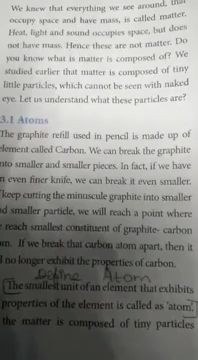 We knew that everything we see around, that
occupy space and have mass, is called matter.
Heat, light and sound occupies space, but does
not have mass. Hence these are not matter. Do
you know what is matter is composed of? We
studied earlier that matter is composed of tiny
little particles, which cannot be seen with naked
eye. Let us understand what these particles are?
3.1 Atoms
The graphite refill used in pencil is made up of
element called Carbon. We can break the graphite
into smaller and smaller pieces. In fact, if we have
n even finer knife, we can break it even smaller.
keep cutting the minuscule graphite into smaller
nd smaller particle, we will reach a point where
reach smallest constituent of graphite- carbon
om. If we break that carbon atom apart, then it
l no longer exhibit the properties of carbon.
Define Atom
The smallest unit of an element that exhibits
properties of the element is called as 'atom'.
the matter is composed of tiny particles